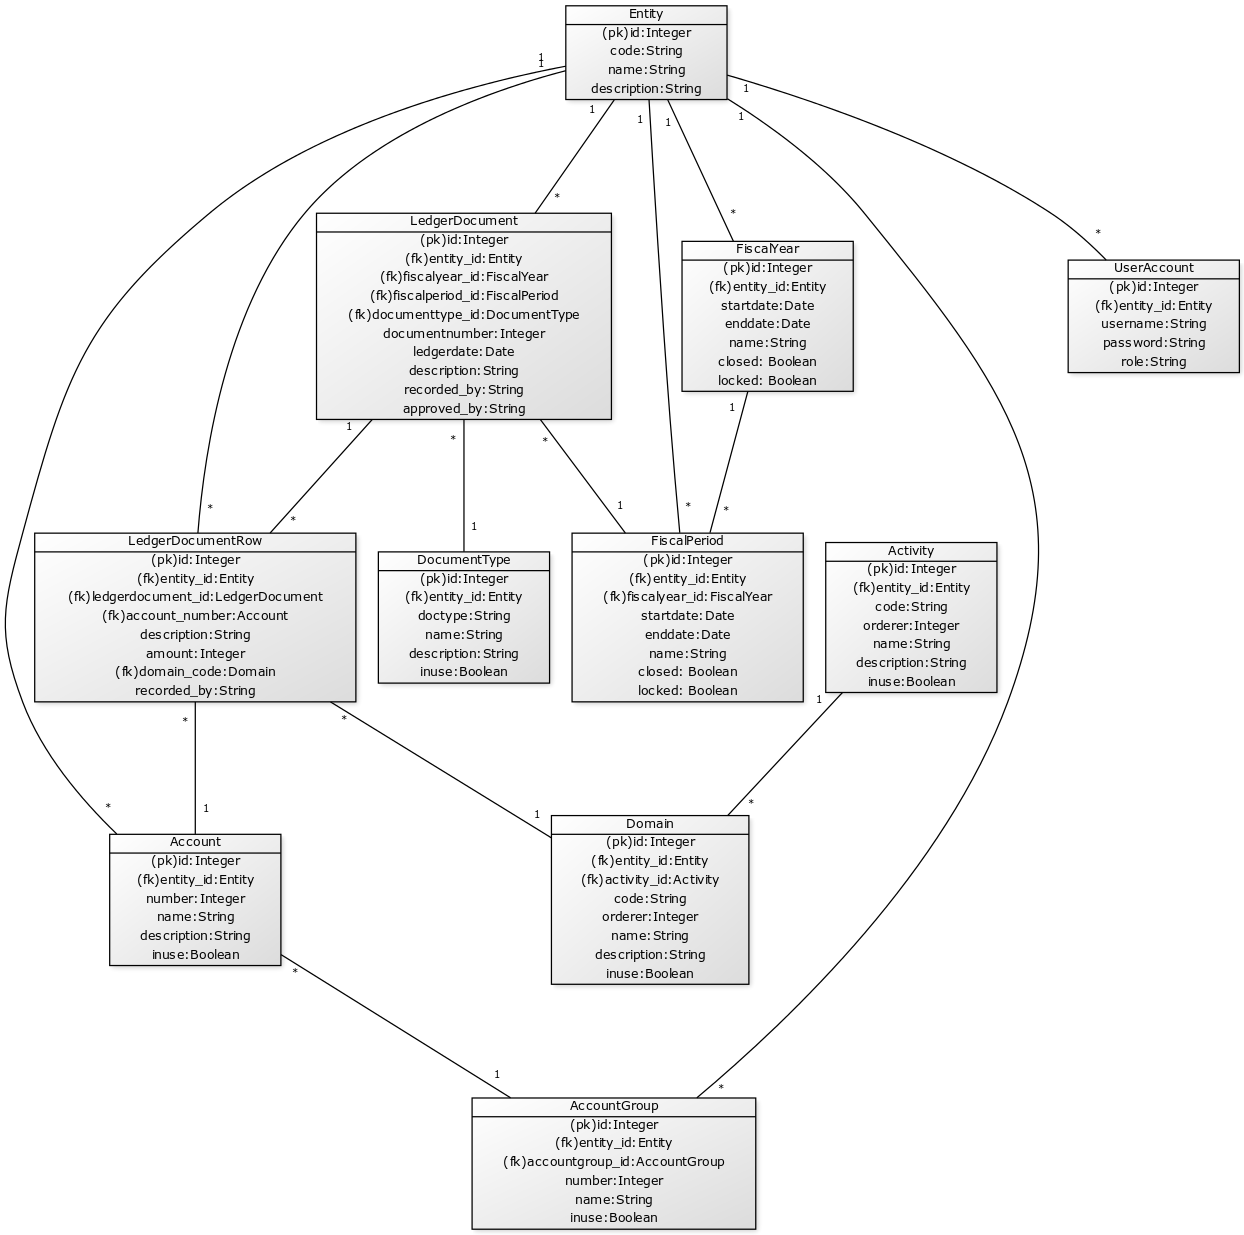 Entity
(pk)id:Integer
code:String
name:String
description:String
1
1
1
1
1
1
1
*
*
*
*
LedgerDocument
(pk)id:Integer
(fk)entity_id:Entity
(fk)fiscalyear_id:FiscalYear
(fk)fiscalperiod_id:FiscalPeriod
(fk)documenttype_id:DocumentType
documentnumber:Integer
ledgerdate:Date
description:String
recorded_by:String
approved_by:String
FiscalYear
(pk)id:Integer
(fk)entity_id:Entity
startdate:Date
enddate:Date
name:String
closed: Boolean
locked: Boolean
UserAccount
(pk)id:Integer
(fk)entity_id:Entity
username:String
password:String
role:String
1
*
*
1
*
*
1
1
*
*
LedgerDocumentRow
(pk)id:Integer
(fk)entity_id:Entity
(fk)ledgerdocument_id:LedgerDocument
(fk)account_number:Account
description:String
amount:Integer
(fk)domain_code:Domain
recorded_by:String
DocumentType
(pk)id:Integer
(fk)entity_id:Entity
doctype:String
name:String
description:String
inuse:Boolean
FiscalPeriod
(pk)id:Integer
(fk)entity_id:Entity
(fk)fiscalyear_id:FiscalYear
startdate:Date
enddate:Date
name:String
closed: Boolean
locked: Boolean
Activity
(pk)id:Integer
(fk)entity_id:Entity
code:String
orderer:Integer
name:String
description:String
inuse:Boolean
*
*
1
*
1
1
*
Account
(pk)id:Integer
(fk)entity_id:Entity
number:Integer
name:String
description:String
inuse:Boolean
Domain
(pk)id:Integer
(fk)entity_id:Entity
(fk)activity_id:Activity
code:String
orderer:Integer
name:String
description:String
inuse:Boolean
*
1
*
AccountGroup
(pk)id:Integer
(fk)entity_id:Entity
(fk)accountgroup_id:AccountGroup
number:Integer
name:String
inuse:Boolean